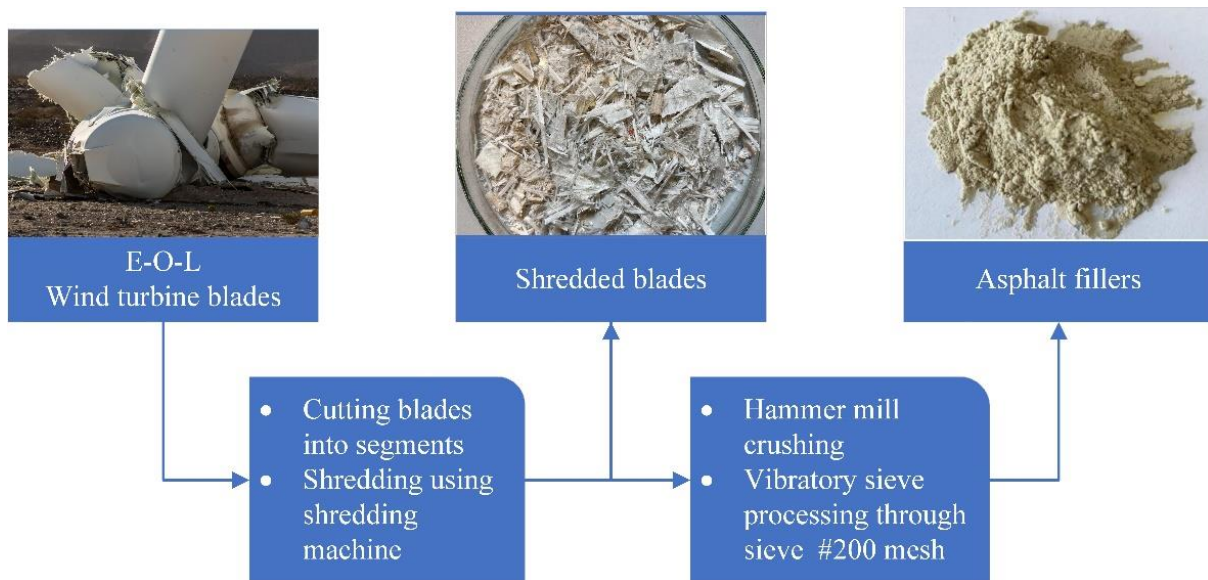 E-O-L
Wind turbine blades
Shredded blades
Asphalt fillers
● Cutting blades
into segments
● Shredding using
shredding
machine
● Hammer mill
crushing
● Vibratory sieve
processing through
sieve #200 mesh